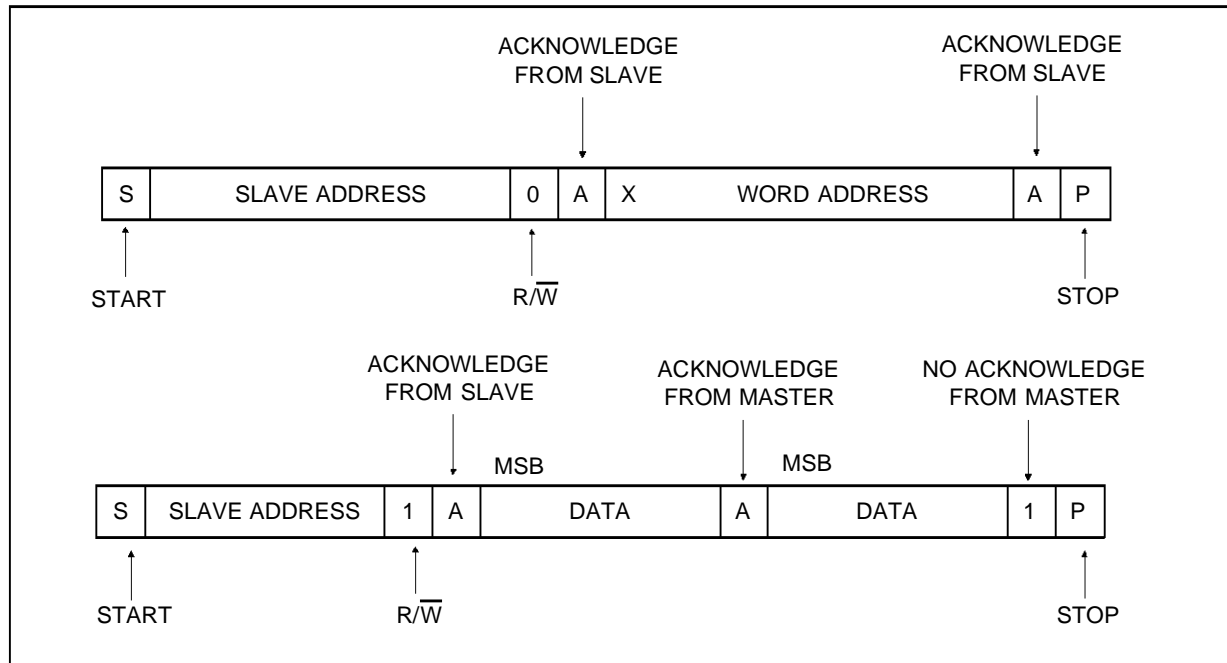 ACKNOWLEDGE
FROM SLAVE
ACKNOWLEDGE
FROM SLAVE
S SLAVE ADDRESS 0 A X WORD ADDRESS A P
START
R/W̅
STOP
ACKNOWLEDGE
FROM SLAVE
ACKNOWLEDGE
FROM MASTER
NO ACKNOWLEDGE
FROM MASTER
MSB MSB
S SLAVE ADDRESS 1 A DATA A DATA 1 P
START
R/W̅
STOP